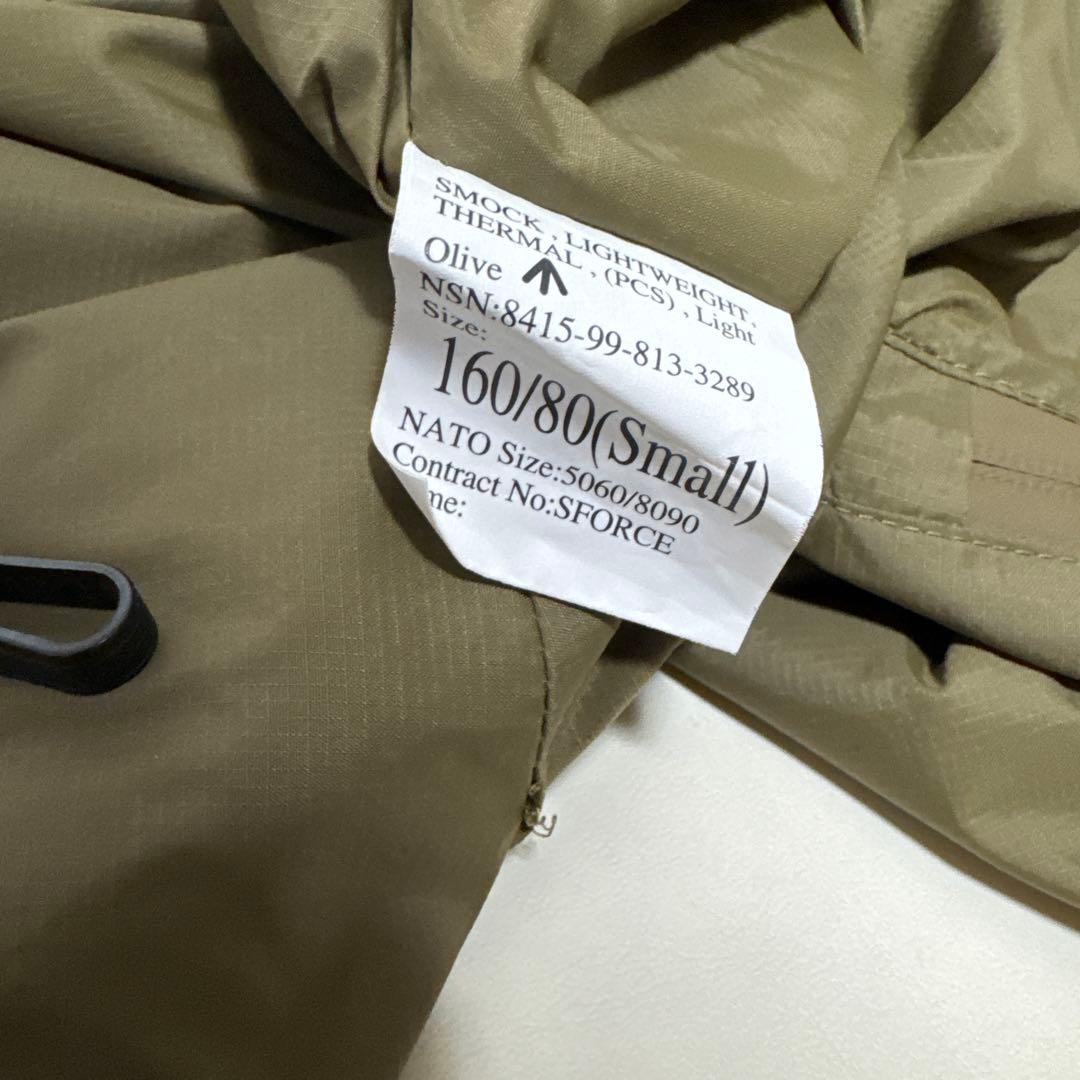 SMOCK , LIGHTWEIGHT,
THERMAL , (PCS) , Light
Olive
NSN:8415-99-813-3289
Size:
160/80(Small)
NATO Size:5060/8090
Contract No:SFORCE
me: